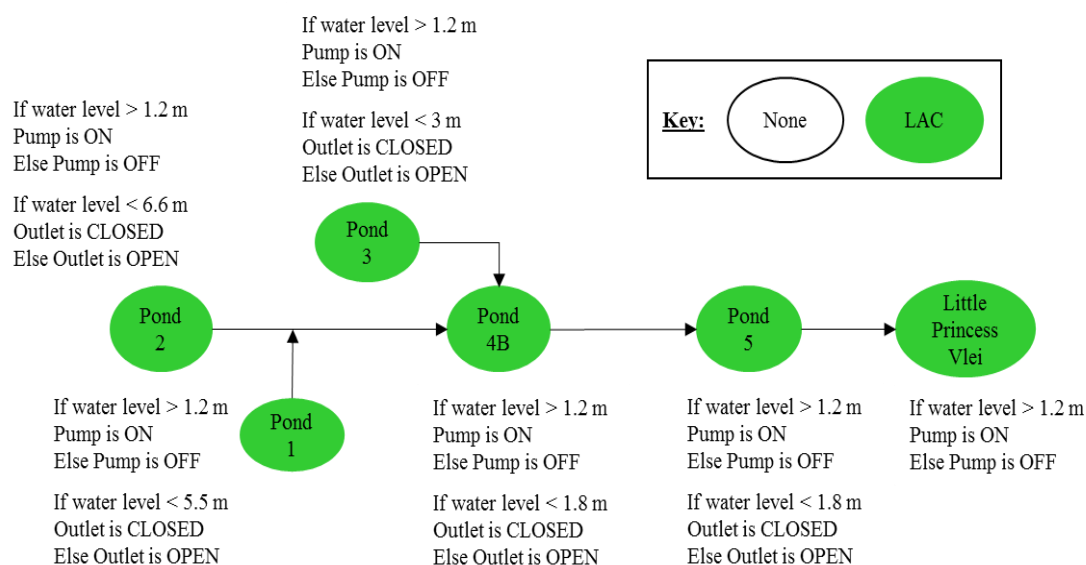 If water level > 1.2 m
Pump is ON
Else Pump is OFF
If water level < 3 m
Outlet is CLOSED
Else Outlet is OPEN
Key:
None
LAC
If water level > 1.2 m
Pump is ON
Else Pump is OFF
If water level < 6.6 m
Outlet is CLOSED
Else Outlet is OPEN
Pond
3
Pond
2
Pond
4B
Pond
5
Little
Princess
Vlei
If water level > 1.2 m
Pump is ON
Else Pump is OFF
If water level < 5.5 m
Outlet is CLOSED
Else Outlet is OPEN
Pond
1
If water level > 1.2 m
Pump is ON
Else Pump is OFF
If water level < 1.8 m
Outlet is CLOSED
Else Outlet is OPEN
If water level > 1.2 m
Pump is ON
Else Pump is OFF
If water level < 1.8 m
Outlet is CLOSED
Else Outlet is OPEN
If water level > 1.2 m
Pump is ON
Else Pump is OFF